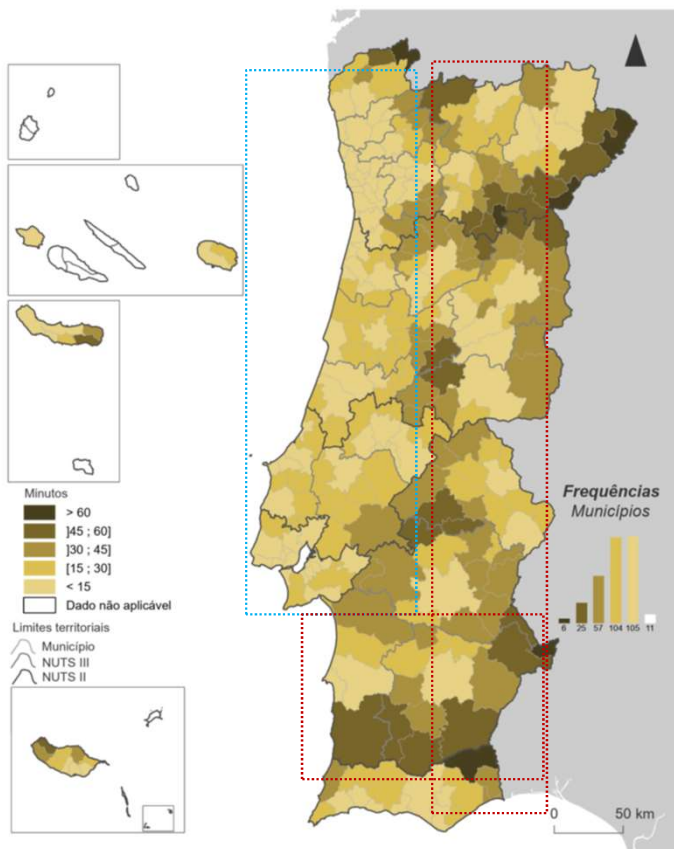 Minutos
> 60
]45 ; 60]
]30 ; 45]
[15 ; 30]
< 15
Dado não aplicável
Limites territoriais
Município
NUTS III
NUTS II
Frequências
Municípios
6 25 57 104 105 11
0 50 km